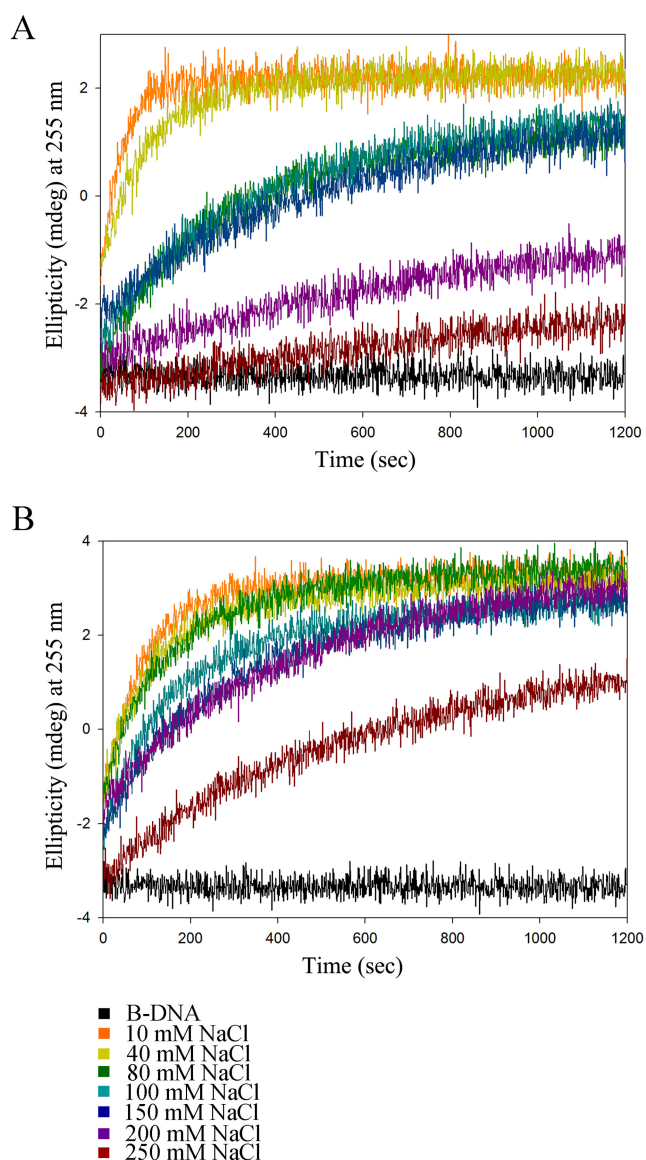 A
Ellipticity (mdeg) at 255 nm
2
0
-2
-4
0 200 400 600 800 1000 1200
Time (sec)
B
Ellipticity (mdeg) at 255 nm
4
2
0
-2
-4
0 200 400 600 800 1000 1200
Time (sec)
B-DNA
10 mM NaCl
40 mM NaCl
80 mM NaCl
100 mM NaCl
150 mM NaCl
200 mM NaCl
250 mM NaCl